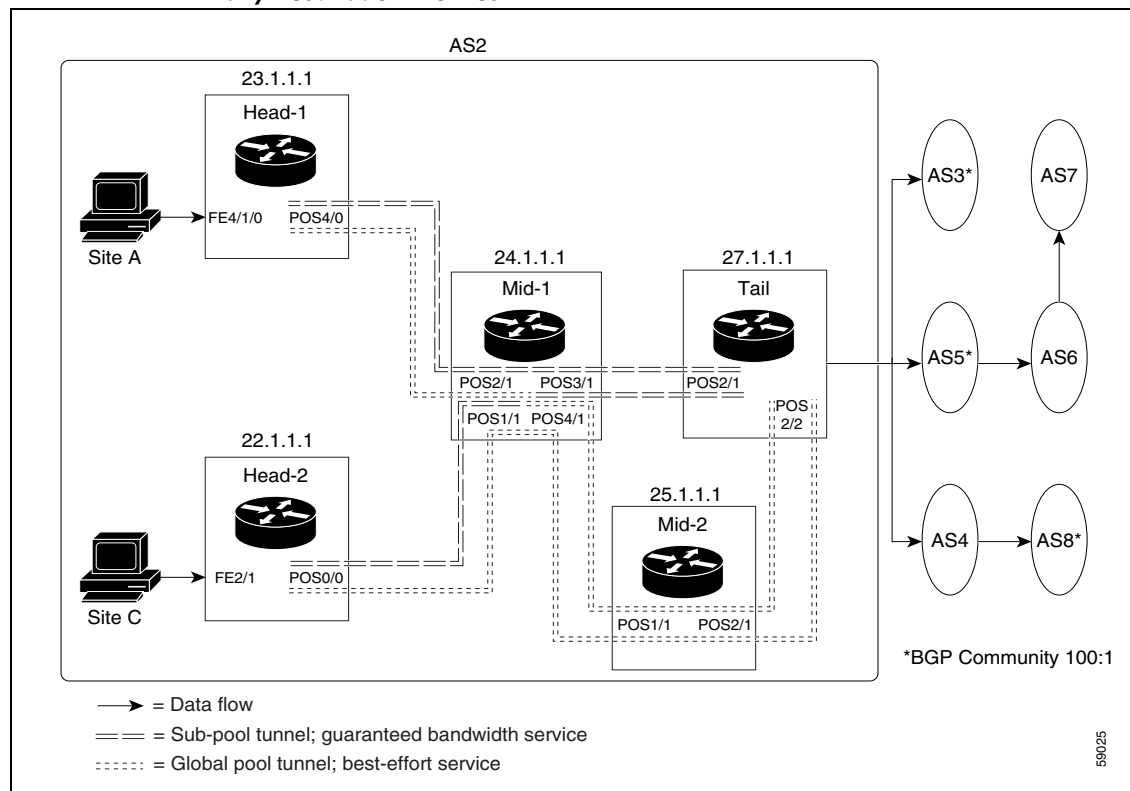 AS2
23.1.1.1
Head-1
FE4/1/0 POS4/0
Site A
24.1.1.1
Mid-1
POS2/1 POS3/1
POS1/1 POS4/1
27.1.1.1
Tail
POS2/1
POS
2/2
22.1.1.1
Head-2
FE2/1 POS0/0
Site C
25.1.1.1
Mid-2
POS1/1 POS2/1
AS3* AS7
AS5* AS6
AS4 AS8*
*BGP Community 100:1
= Data flow
= Sub-pool tunnel; guaranteed bandwidth service
= Global pool tunnel; best-effort service
59025